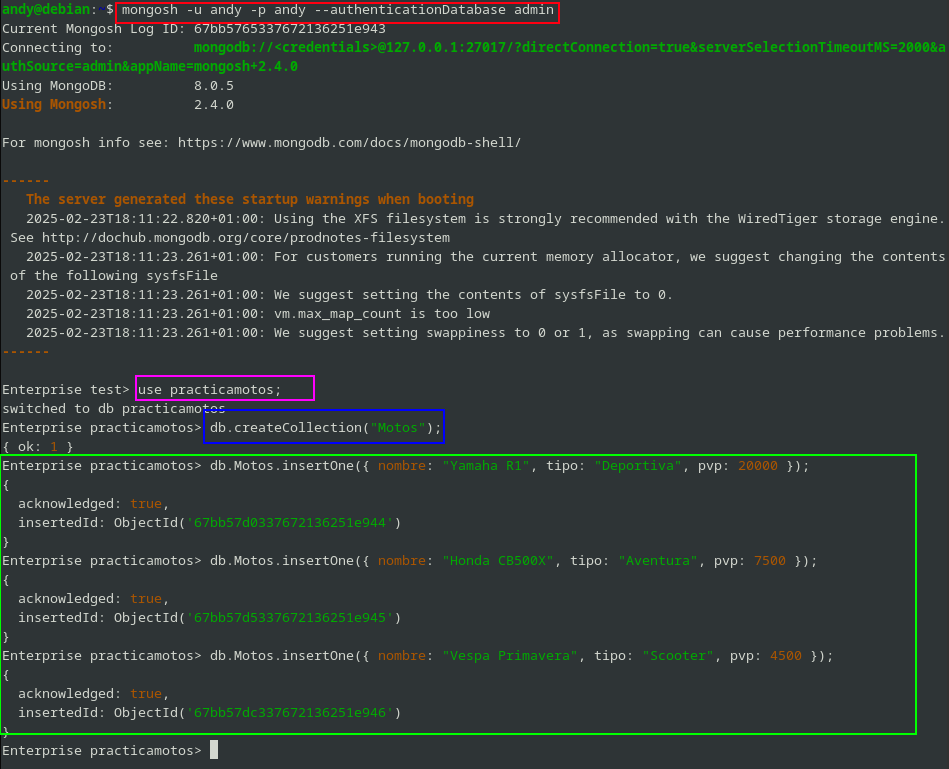 andy@debian:~$ mongosh -u andy -p andy --authenticationDatabase admin
Current Mongosh Log ID: 67bb5765337672136251e943
Connecting to:          mongodb://<credentials>@127.0.0.1:27017/?directConnection=true&serverSelectionTimeoutMS=2000&a
uthSource=admin&appName=mongosh+2.4.0
Using MongoDB:          8.0.5
Using Mongosh:          2.4.0
For mongosh info see: https://www.mongodb.com/docs/mongodb-shell/
------
   The server generated these startup warnings when booting
   2025-02-23T18:11:22.820+01:00: Using the XFS filesystem is strongly recommended with the WiredTiger storage engine.
 See http://dochub.mongodb.org/core/prodnotes-filesystem
   2025-02-23T18:11:23.261+01:00: For customers running the current memory allocator, we suggest changing the contents
 of the following sysfsFile
   2025-02-23T18:11:23.261+01:00: We suggest setting the contents of sysfsFile to 0.
   2025-02-23T18:11:23.261+01:00: vm.max_map_count is too low
   2025-02-23T18:11:23.261+01:00: We suggest setting swappiness to 0 or 1, as swapping can cause performance problems.
------
Enterprise test> use practicamotos;
switched to db practicamotos
Enterprise practicamotos> db.createCollection("Motos");
{ ok: 1 }
Enterprise practicamotos> db.Motos.insertOne({ nombre: "Yamaha R1", tipo: "Deportiva", pvp: 20000 });
{
  acknowledged: true,
  insertedId: ObjectId('67bb57d0337672136251e944')
}
Enterprise practicamotos> db.Motos.insertOne({ nombre: "Honda CB500X", tipo: "Aventura", pvp: 7500 });
{
  acknowledged: true,
  insertedId: ObjectId('67bb57d5337672136251e945')
}
Enterprise practicamotos> db.Motos.insertOne({ nombre: "Vespa Primavera", tipo: "Scooter", pvp: 4500 });
{
  acknowledged: true,
  insertedId: ObjectId('67bb57dc337672136251e946')
}
Enterprise practicamotos>